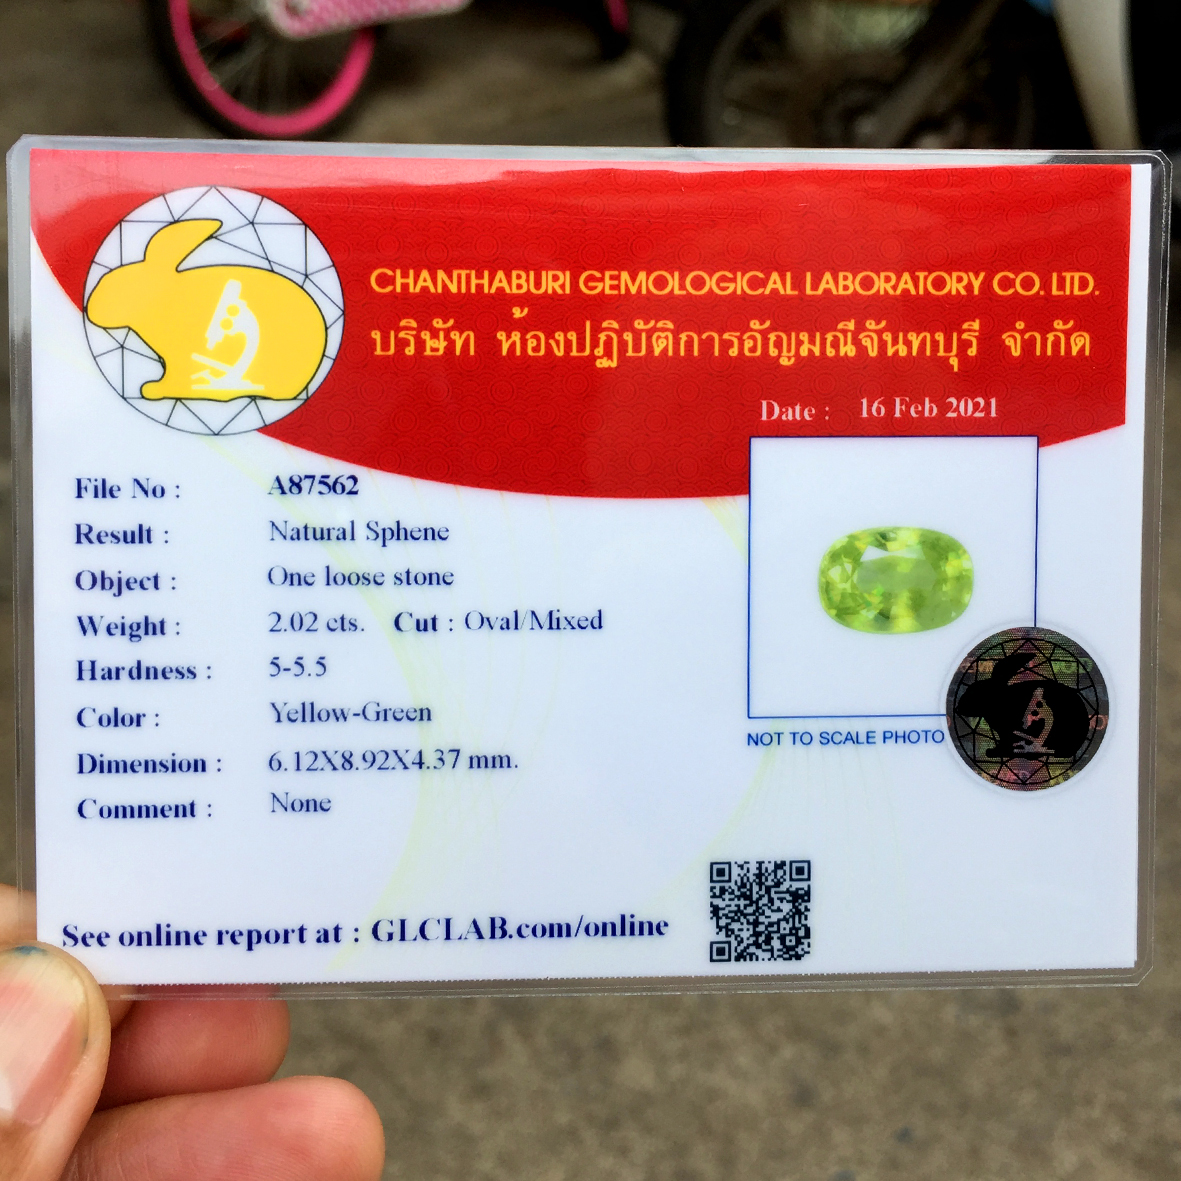 CHANTHABURI GEMOLOGICAL LABORATORY CO. LTD.
บริษัท ห้องปฏิบัติการอัญมณีจันทบุรี จำกัด
Date : 16 Feb 2021
File No : A87562
Result : Natural Sphene
Object : One loose stone
Weight : 2.02 cts. Cut : Oval/Mixed
Hardness : 5-5.5
Color : Yellow-Green
Dimension : 6.12X8.92X4.37 mm.
Comment : None
NOT TO SCALE PHOTO
See online report at : GLCLAB.com/online